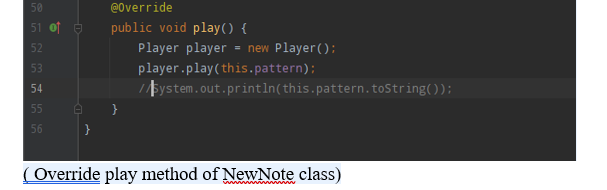 50 @Override
51 public void play() {
52 Player player = new Player();
53 player.play(this.pattern);
54 //System.out.println(this.pattern.toString());
55 }
56 }
( Override play method of NewNote class)